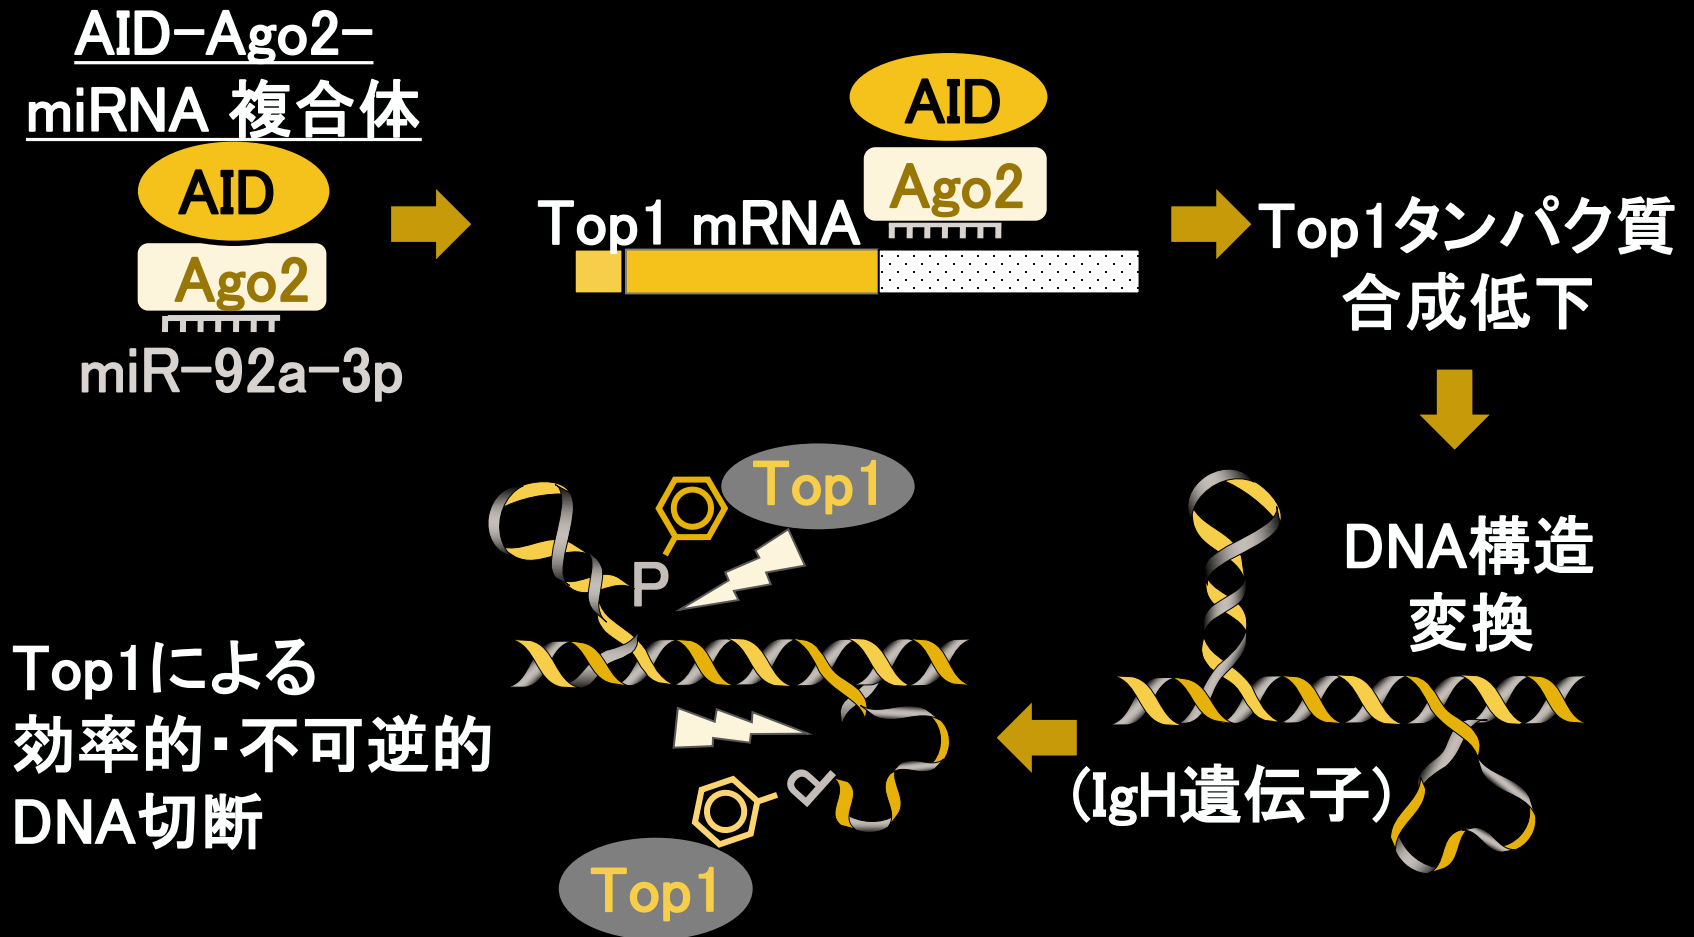 AID-Ago2-
miRNA 複合体
AID
Ago2
miR-92a-3p
AID
Ago2
Top1 mRNA
Top1タンパク質
合成低下
DNA構造
変換
(IgH遺伝子)
Top1
P
P
Top1
Top1による
効率的・不可逆的
DNA切断